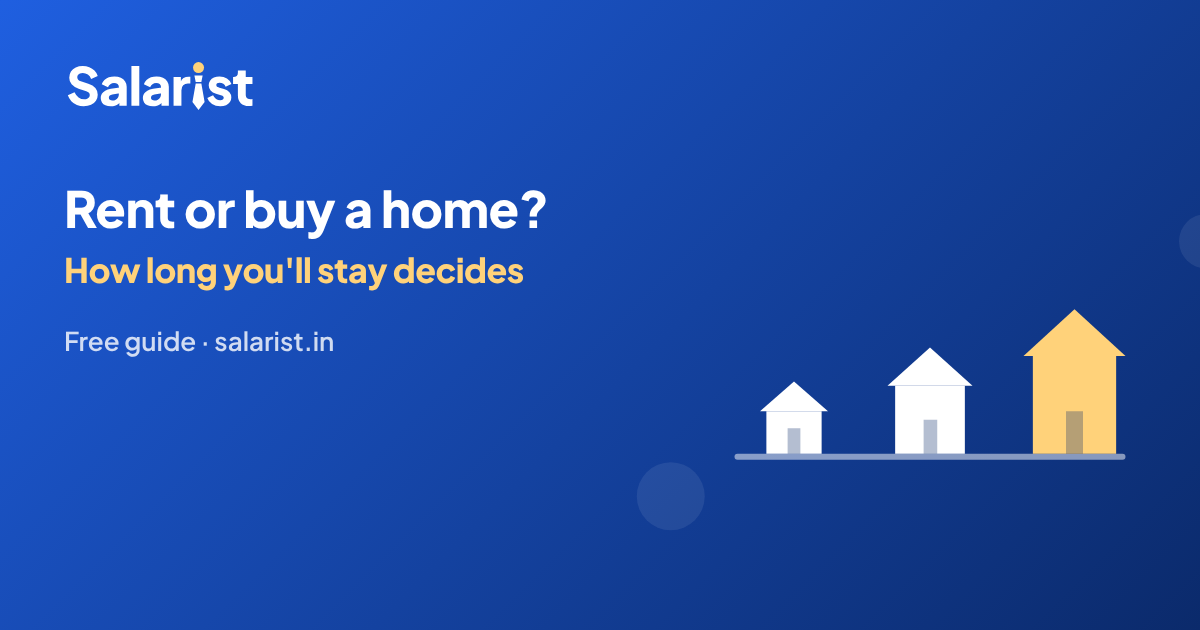 Salarist
Rent or buy a home?
How long you'll stay decides
Free guide · salarist.in